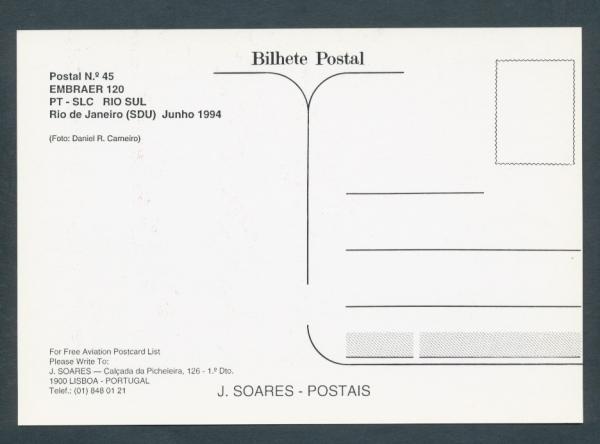 Bilhete Postal
Postal N.º 45
EMBRAER 120
PT - SLC RIO SUL
Rio de Janeiro (SDU) Junho 1994
(Foto: Daniel R. Carneiro)
For Free Aviation Postcard List
Please Write To:
J. SOARES — Calçada da Picheleira, 126 - 1.º Dto.
1900 LISBOA - PORTUGAL
Telef.: (01) 848 01 21
J. SOARES - POSTAIS